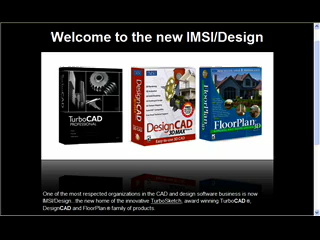 Welcome to the new IMSI/Design
TurboCAD
PROFESSIONAL
DesignCAD
3D MAX
FloorPlan
3D
One of the most respected organizations in the CAD and design software business is now
IMSI/Design...the new home of the innovative TurboSketch, award winning TurboCAD ®,
DesignCAD and FloorPlan ® family of products.